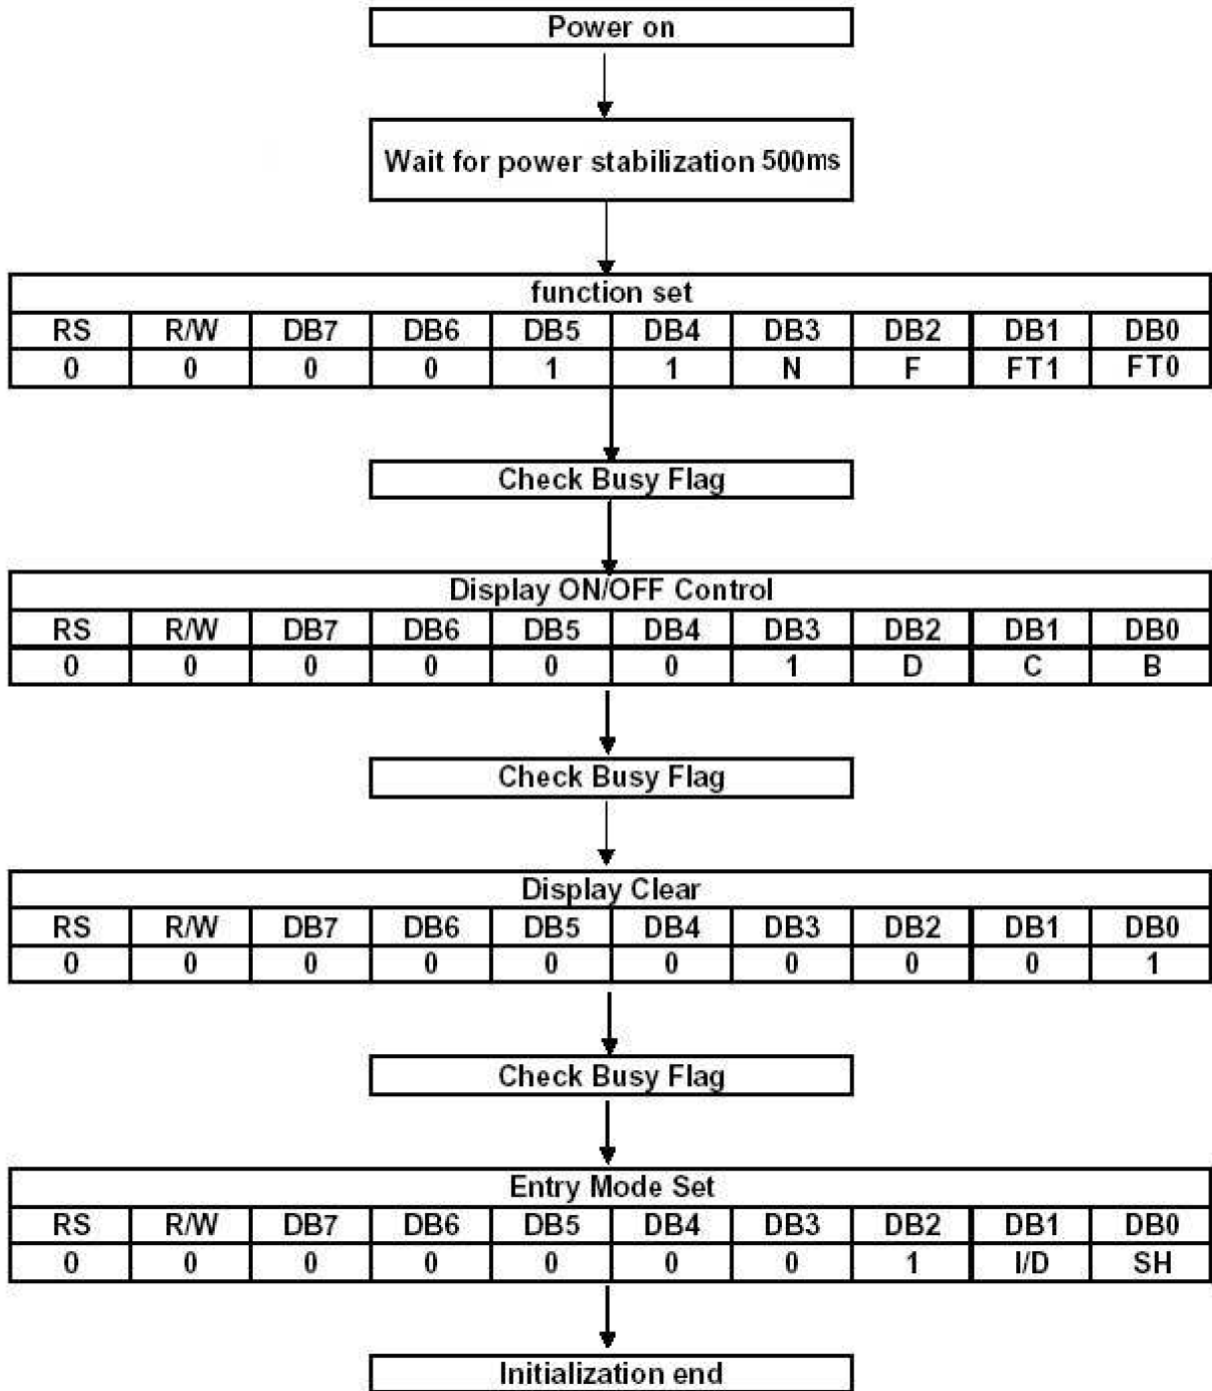 Power on
Wait for power stabilization 500ms
function set
RS R/W DB7 DB6 DB5 DB4 DB3 DB2 DB1 DB0
0 0 0 0 1 1 N F FT1 FT0
Check Busy Flag
Display ON/OFF Control
RS R/W DB7 DB6 DB5 DB4 DB3 DB2 DB1 DB0
0 0 0 0 0 0 1 D C B
Check Busy Flag
Display Clear
RS R/W DB7 DB6 DB5 DB4 DB3 DB2 DB1 DB0
0 0 0 0 0 0 0 0 0 1
Check Busy Flag
Entry Mode Set
RS R/W DB7 DB6 DB5 DB4 DB3 DB2 DB1 DB0
0 0 0 0 0 0 0 1 I/D SH
Initialization end